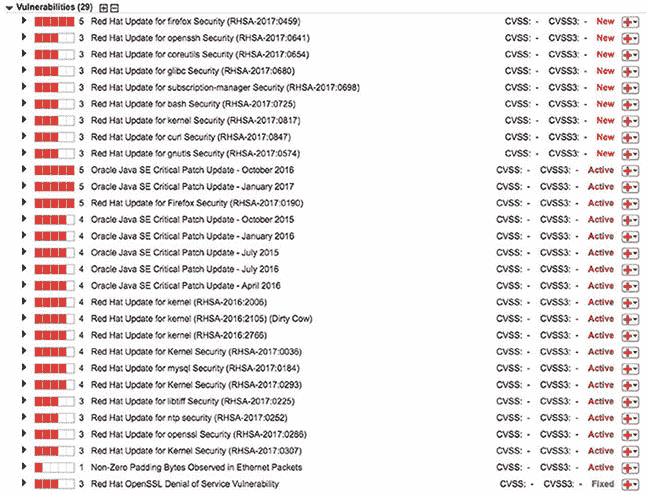 Vulnerabilities (29)
5 Red Hat Update for firefox Security (RHSA-2017:0459) CVSS: - CVSS3: - New
3 Red Hat Update for openssh Security (RHSA-2017:0641) CVSS: - CVSS3: - New
3 Red Hat Update for coreutils Security (RHSA-2017:0654) CVSS: - CVSS3: - New
3 Red Hat Update for glibc Security (RHSA-2017:0680) CVSS: - CVSS3: - New
3 Red Hat Update for subscription-manager Security (RHSA-2017:0698) CVSS: - CVSS3: - New
3 Red Hat Update for bash Security (RHSA-2017:0725) CVSS: - CVSS3: - New
3 Red Hat Update for kernel Security (RHSA-2017:0817) CVSS: - CVSS3: - New
3 Red Hat Update for curl Security (RHSA-2017:0847) CVSS: - CVSS3: - New
3 Red Hat Update for gnutls Security (RHSA-2017:0574) CVSS: - CVSS3: - New
5 Oracle Java SE Critical Patch Update - October 2016 CVSS: - CVSS3: - Active
5 Oracle Java SE Critical Patch Update - January 2017 CVSS: - CVSS3: - Active
5 Red Hat Update for Firefox Security (RHSA-2017:0190) CVSS: - CVSS3: - Active
4 Oracle Java SE Critical Patch Update - October 2015 CVSS: - CVSS3: - Active
4 Oracle Java SE Critical Patch Update - January 2016 CVSS: - CVSS3: - Active
4 Oracle Java SE Critical Patch Update - July 2015 CVSS: - CVSS3: - Active
4 Oracle Java SE Critical Patch Update - July 2016 CVSS: - CVSS3: - Active
4 Oracle Java SE Critical Patch Update - April 2016 CVSS: - CVSS3: - Active
4 Red Hat Update for kernel (RHSA-2016:2006) CVSS: - CVSS3: - Active
4 Red Hat Update for kernel (RHSA-2016:2105) (Dirty Cow) CVSS: - CVSS3: - Active
4 Red Hat Update for kernel (RHSA-2016:2766) CVSS: - CVSS3: - Active
4 Red Hat Update for Kernel Security (RHSA-2017:0036) CVSS: - CVSS3: - Active
4 Red Hat Update for mysql Security (RHSA-2017:0184) CVSS: - CVSS3: - Active
4 Red Hat Update for Kernel Security (RHSA-2017:0293) CVSS: - CVSS3: - Active
3 Red Hat Update for libtiff Security (RHSA-2017:0225) CVSS: - CVSS3: - Active
3 Red Hat Update for ntp security (RHSA-2017:0252) CVSS: - CVSS3: - Active
3 Red Hat Update for openssl Security (RHSA-2017:0286) CVSS: - CVSS3: - Active
3 Red Hat Update for Kernel Security (RHSA-2017:0307) CVSS: - CVSS3: - Active
1 Non-Zero Padding Bytes Observed in Ethernet Packets CVSS: - CVSS3: - Active
3 Red Hat OpenSSL Denial of Service Vulnerability CVSS: - CVSS3: - Fixed